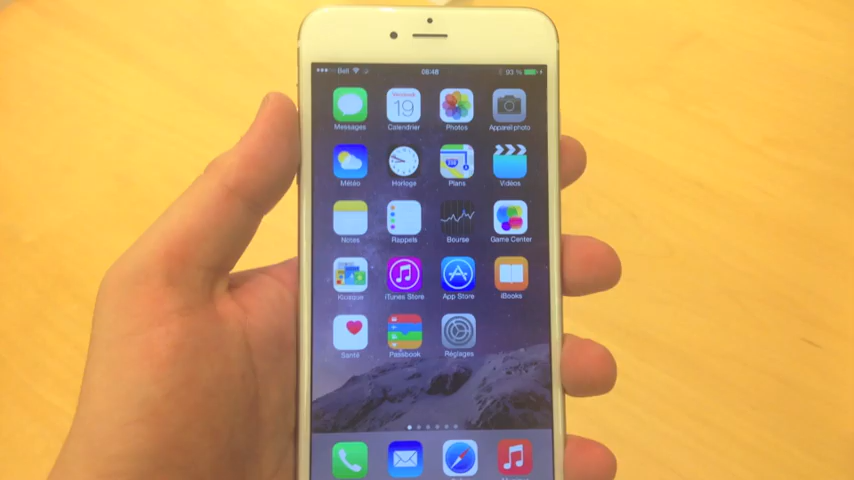 Bell 08:48 93 %
Vendredi
19
Messages Calendrier Photos Appareil photo
Météo Horloge Plans Vidéos
Notes Rappels Bourse Game Center
Kiosque iTunes Store App Store iBooks
Santé Passbook Réglages